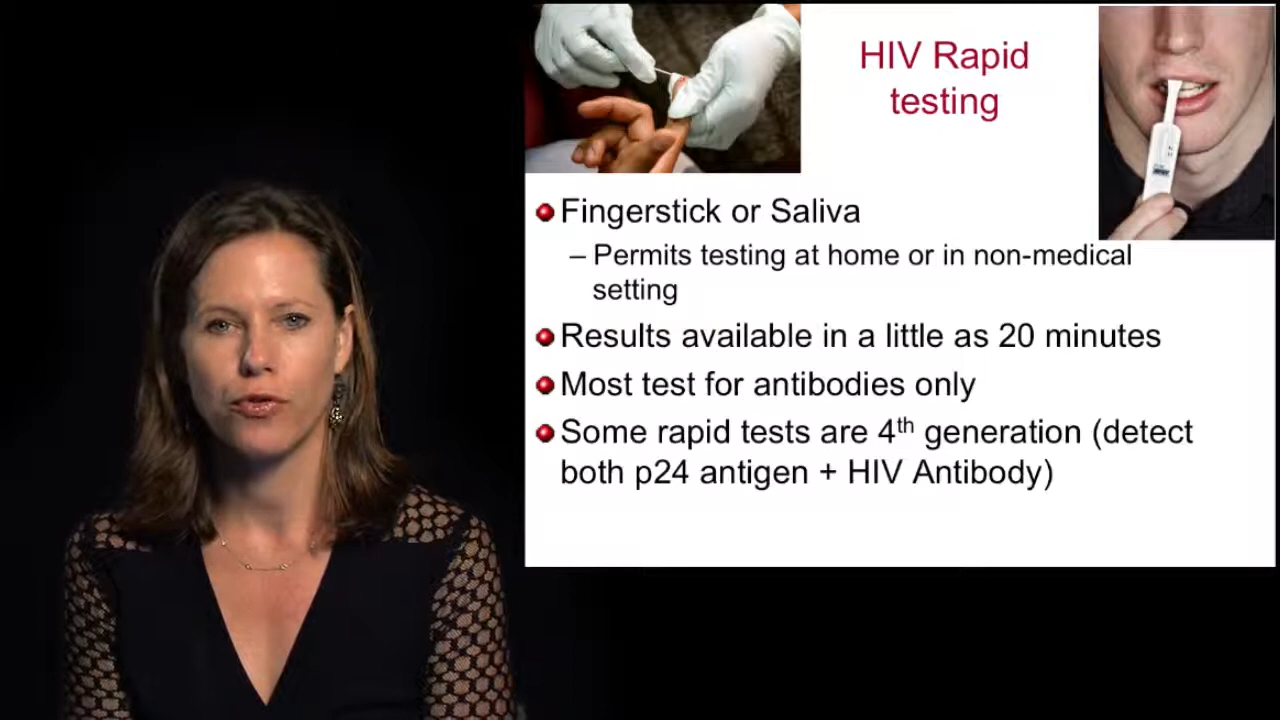 HIV Rapid
testing
Fingerstick or Saliva
– Permits testing at home or in non-medical
setting
Results available in a little as 20 minutes
Most test for antibodies only
Some rapid tests are 4th generation (detect
both p24 antigen + HIV Antibody)